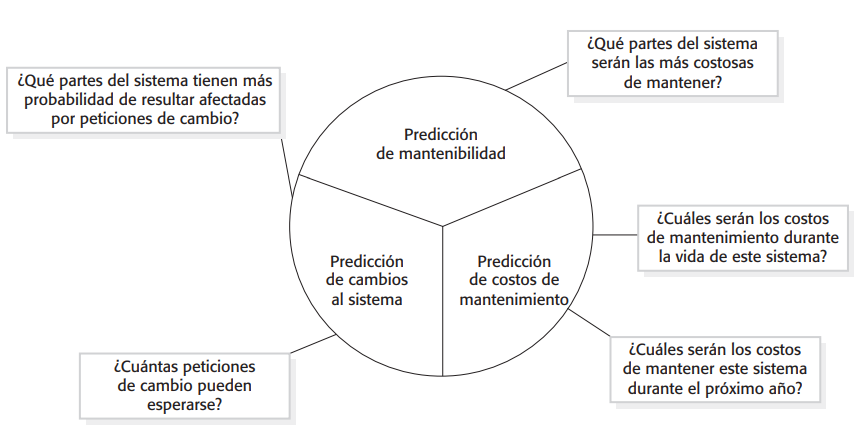 ¿Qué partes del sistema
serán las más costosas
de mantener?
¿Qué partes del sistema tienen más
probabilidad de resultar afectadas
por peticiones de cambio?
Predicción
de mantenibilidad
¿Cuáles serán los costos
de mantenimiento durante
la vida de este sistema?
Predicción
de cambios
al sistema
Predicción
de costos de
mantenimiento
¿Cuáles serán los costos
de mantener este sistema
durante el próximo año?
¿Cuántas peticiones
de cambio pueden
esperarse?